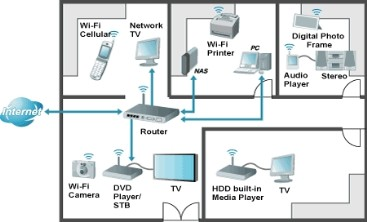 Wi-Fi
Cellular
Network
TV
Wi-Fi
Printer
NAS
PC
Digital Photo
Frame
Audio
Player
Stereo
Internet
Router
Wi-Fi
Camera
DVD
Player/
STB
TV
HDD built-in
Media Player
TV